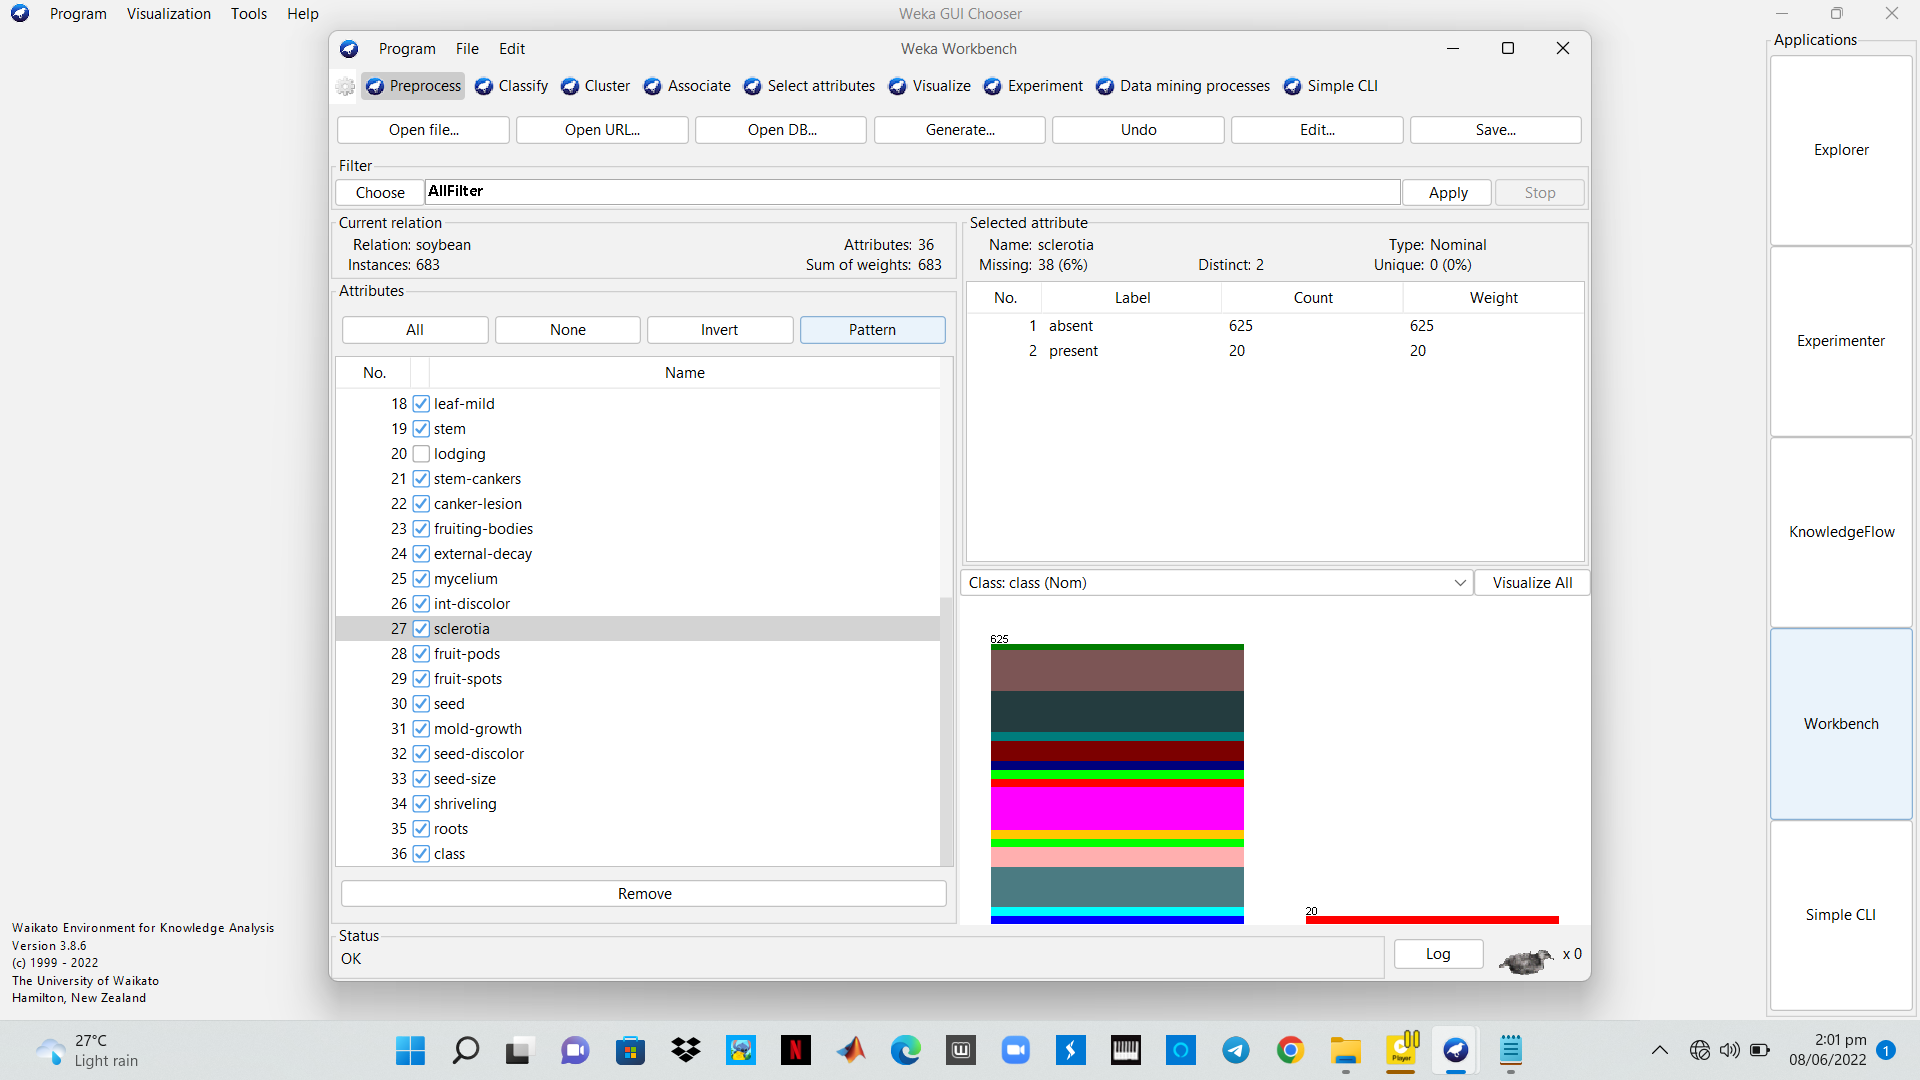 Program Visualization Tools Help
Weka GUI Chooser
Program File Edit
Weka Workbench
Preprocess Classify Cluster Associate Select attributes Visualize Experiment Data mining processes Simple CLI
Open file... Open URL... Open DB... Generate... Undo Edit... Save...
Filter
Choose AllFilter Apply Stop
Current relation
Relation: soybean Attributes: 36
Instances: 683 Sum of weights: 683
Attributes
All None Invert Pattern
No. Name
18 leaf-mild
19 stem
20 lodging
21 stem-cankers
22 canker-lesion
23 fruiting-bodies
24 external-decay
25 mycelium
26 int-discolor
27 sclerotia
28 fruit-pods
29 fruit-spots
30 seed
31 mold-growth
32 seed-discolor
33 seed-size
34 shriveling
35 roots
36 class
Remove
Selected attribute
Name: sclerotia Type: Nominal
Missing: 38 (6%) Distinct: 2 Unique: 0 (0%)
No. Label Count Weight
1 absent 625 625
2 present 20 20
Class: class (Nom) Visualize All
625
20
Status
OK
Log x 0
Applications
Explorer
Experimenter
KnowledgeFlow
Workbench
Simple CLI
Waikato Environment for Knowledge Analysis
Version 3.8.6
(c) 1999 - 2022
The University of Waikato
Hamilton, New Zealand
27°C
Light rain
Player
2:01 pm
08/06/2022
1